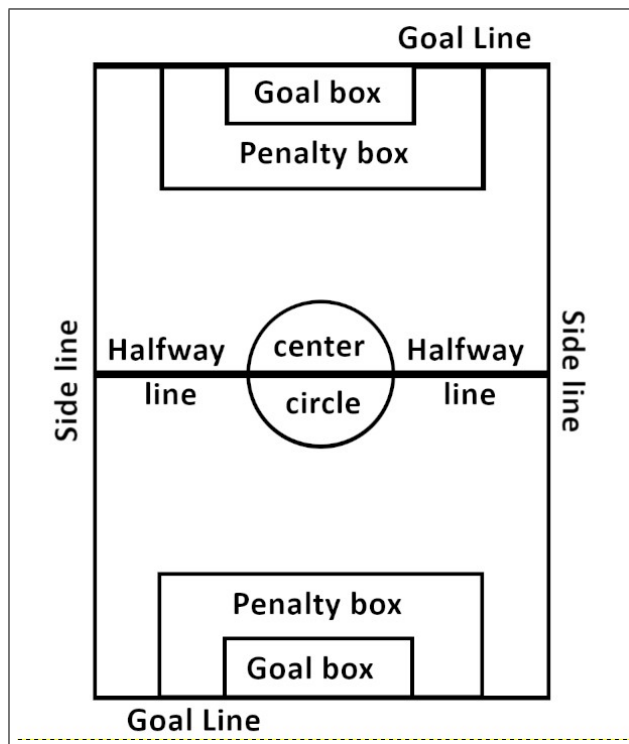 Goal Line
Goal box
Penalty box
Side line
Halfway
line
center
circle
Halfway
line
Side line
Penalty box
Goal box
Goal Line